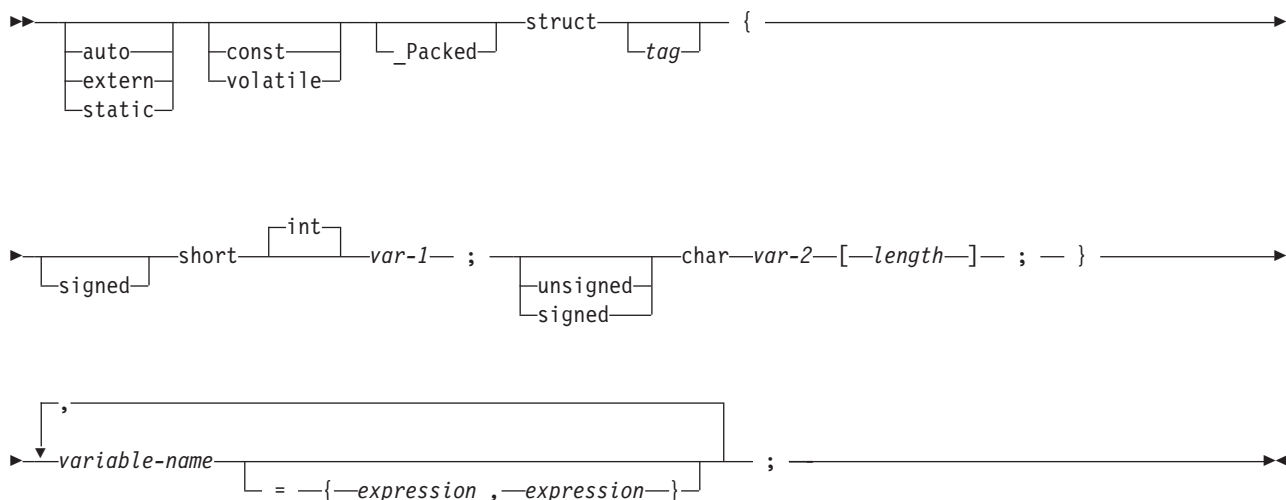 struct {
auto const _Packed tag
extern volatile
static
int
short var-1 ; char var-2 [ length ] ; }
signed unsigned
signed
,
variable-name ;
= { expression , expression }